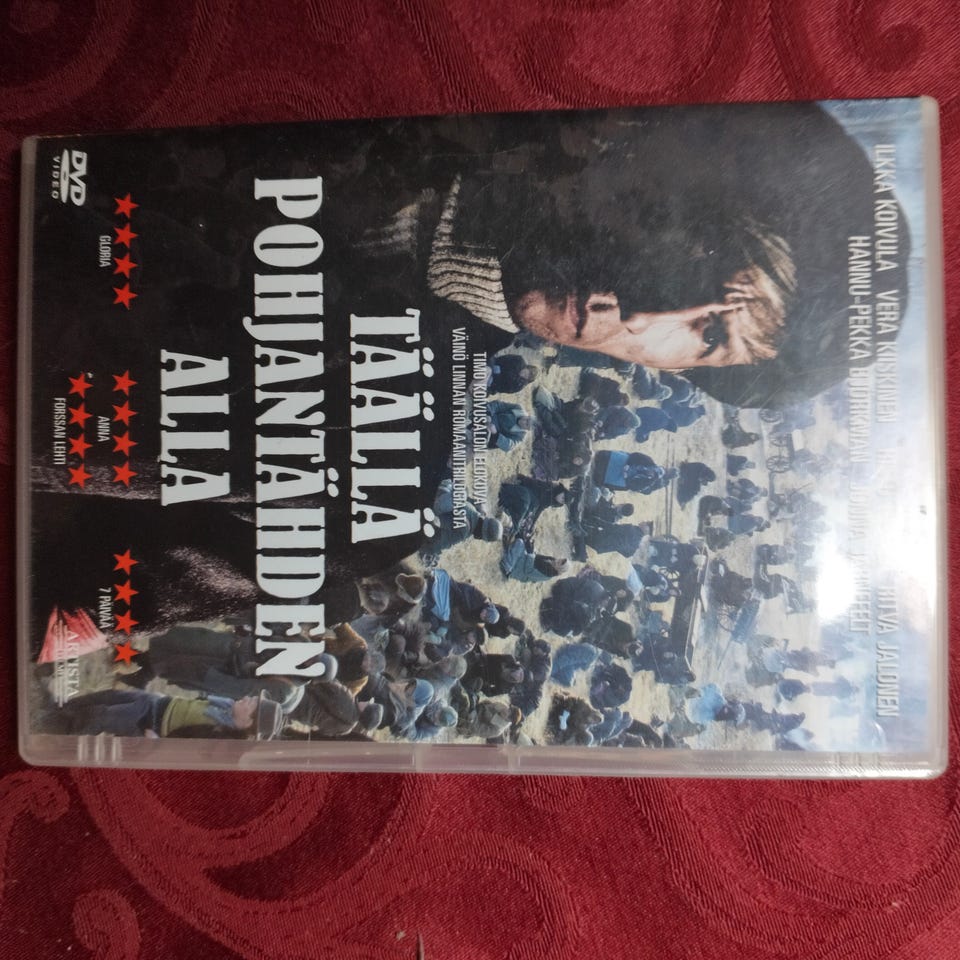 ILKKA KOIVULA VERA KIISKINEN
RITVA JALONEN
HANNU-PEKKA BJÖRKMAN
TIMO KOIVUSALON ELOKUVA
VÄINÖ LINNAN ROMAANITRILOGIASTA
TÄÄLLÄ
POHJANTÄHDEN
ALLA
GLORIA
ANNA
7 PÄIVÄÄ
FORSSAN LEHTI
DVD
VIDEO
ARTISTA